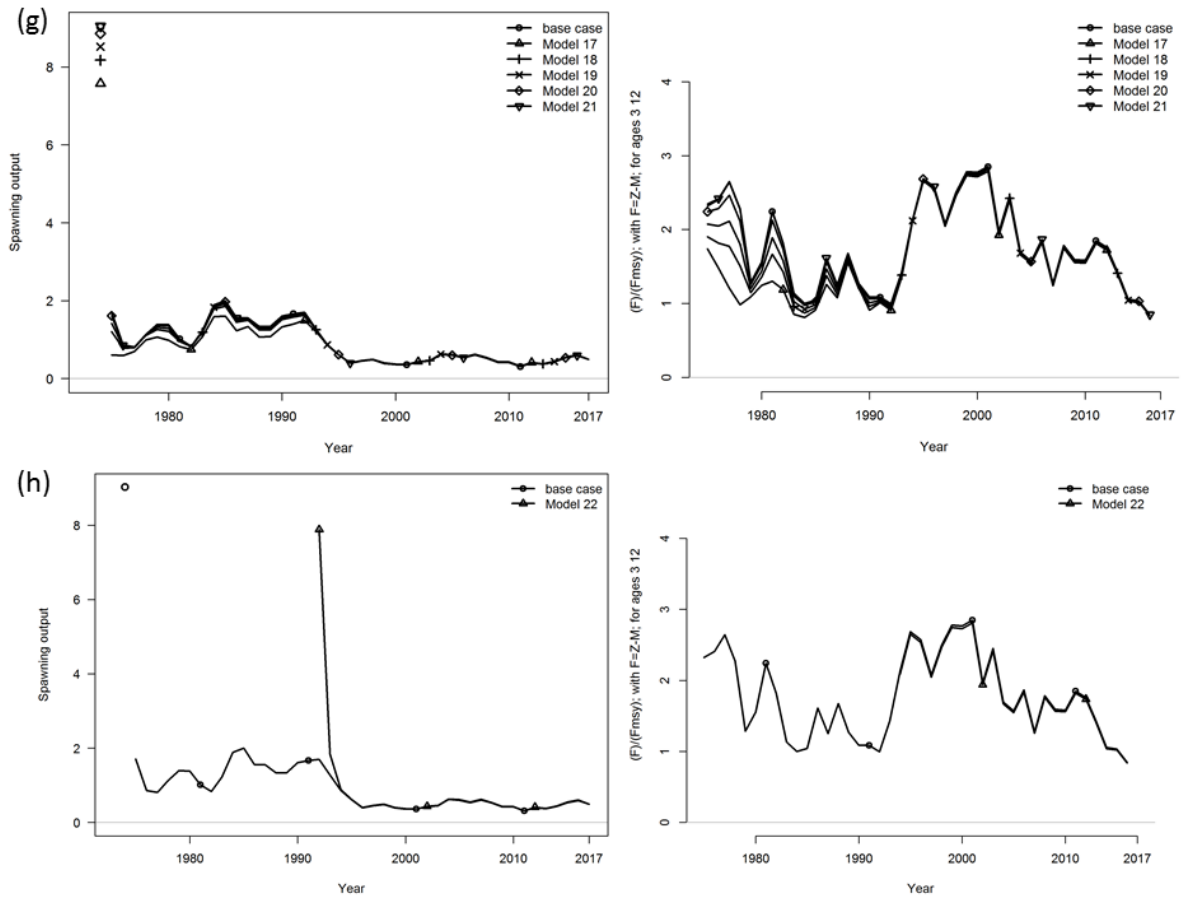 (g)
Spawning output
8
6
4
2
0
1980 1990 2000 2010 2017
Year
base case
Model 17
Model 18
Model 19
Model 20
Model 21
(F)/(Fmsy); with F=Z-M; for ages 3 12
4
3
2
1
0
1980 1990 2000 2010 2017
Year
base case
Model 17
Model 18
Model 19
Model 20
Model 21
(h)
Spawning output
8
6
4
2
0
1980 1990 2000 2010 2017
Year
base case
Model 22
(F)/(Fmsy); with F=Z-M; for ages 3 12
4
3
2
1
0
1980 1990 2000 2010 2017
Year
base case
Model 22